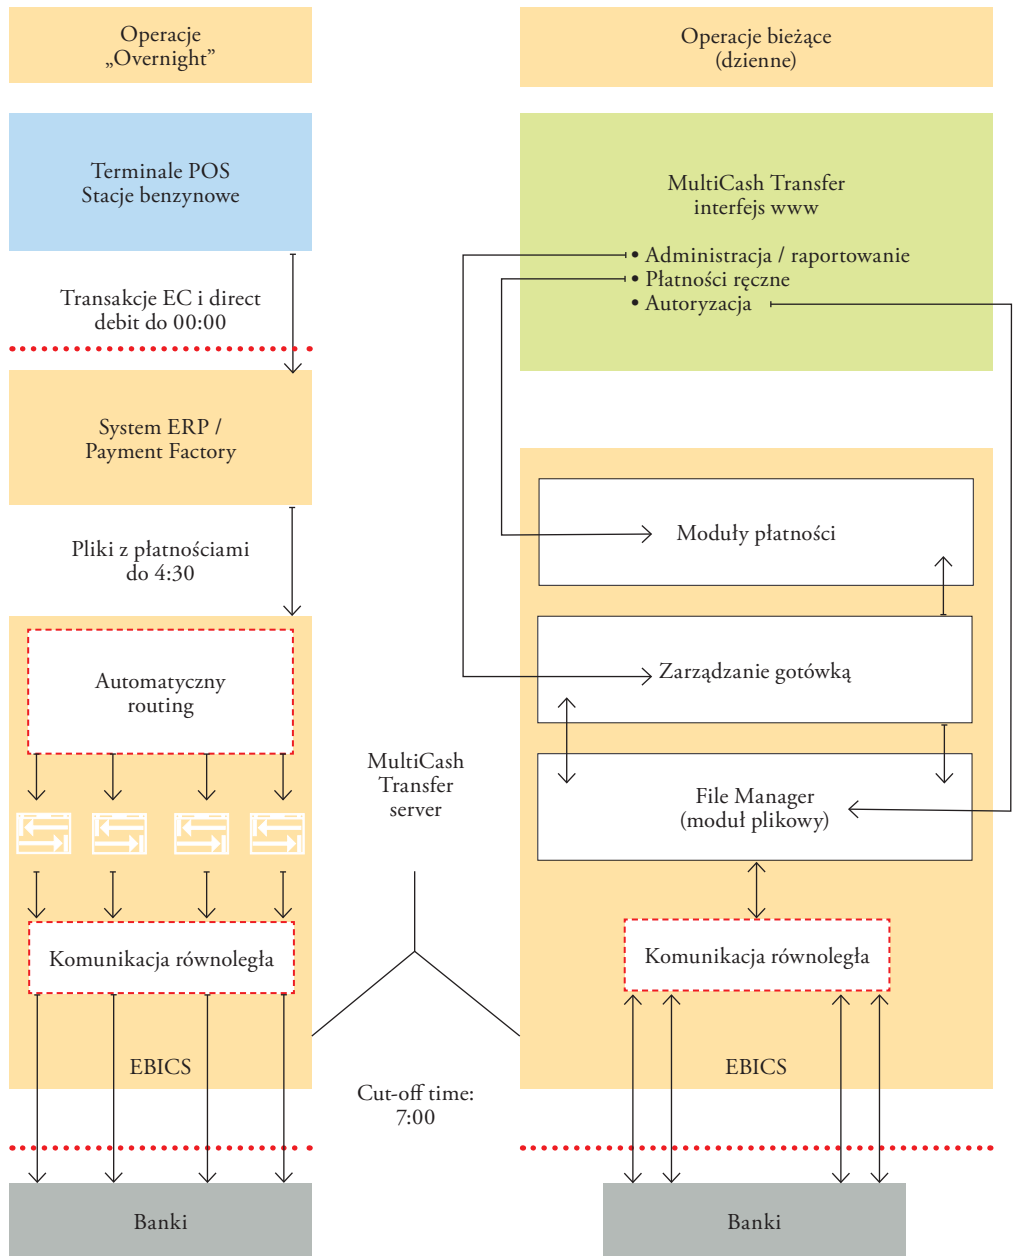 Operacje
„Overnight”
Terminale POS
Stacje benzynowe
Transakcje EC i direct
debit do 00:00
System ERP /
Payment Factory
Pliki z płatnościami
do 4:30
Automatyczny
routing
Komunikacja równoległa
EBICS
Banki
MultiCash
Transfer
server
Cut-off time:
7:00
Operacje bieżące
(dzienne)
MultiCash Transfer
interfejs www
• Administracja / raportowanie
• Płatności ręczne
• Autoryzacja
Moduły płatności
Zarządzanie gotówką
File Manager
(moduł plikowy)
Komunikacja równoległa
EBICS
Banki